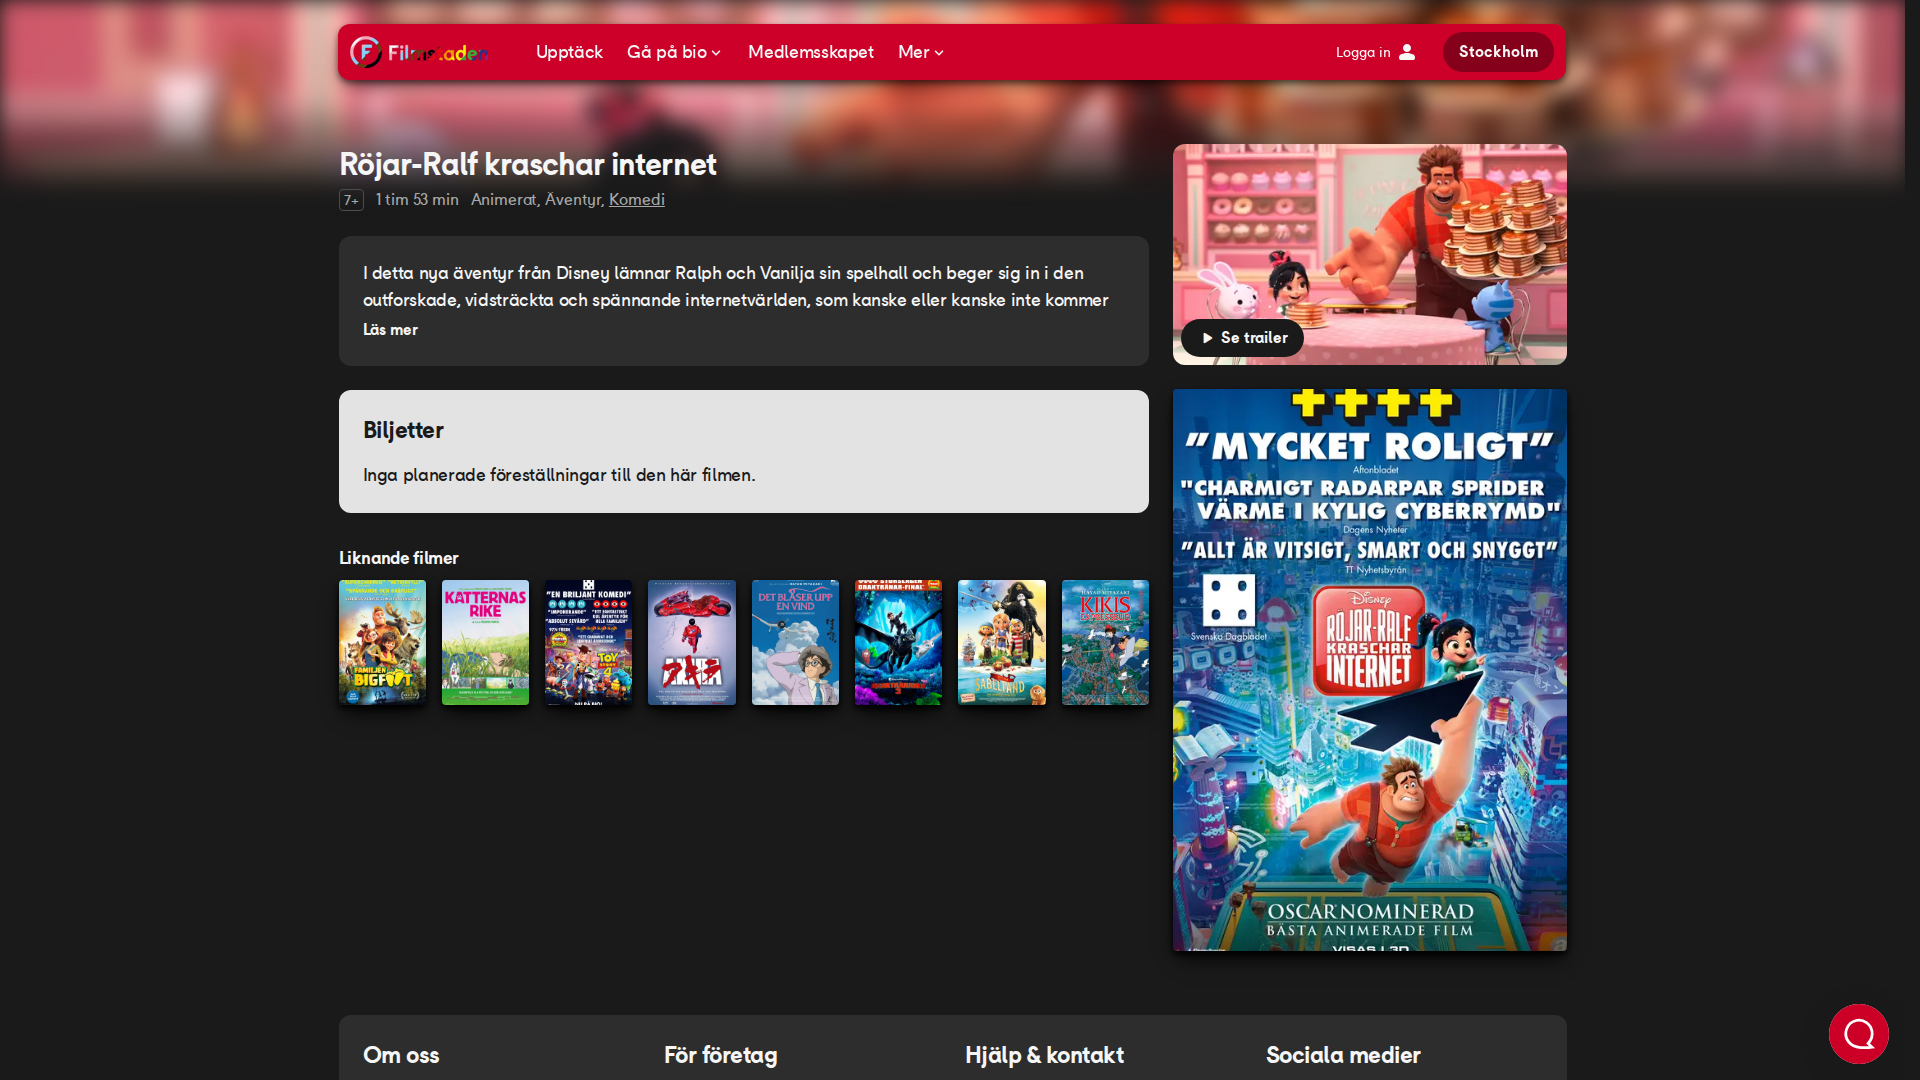 Filmstaden
Upptäck
Gå på bio
Medlemsskapet
Mer
Logga in
Stockholm
Röjar-Ralf kraschar internet
7+ 1 tim 53 min Animerat, Äventyr, Komedi
I detta nya äventyr från Disney lämnar Ralph och Vanilja sin spelhall och beger sig in i den
outforskade, vidsträckta och spännande internetvärlden, som kanske eller kanske inte kommer
Läs mer
Se trailer
Biljetter
Inga planerade föreställningar till den här filmen.
Liknande filmer
FAMILJEN
BIGFOOT
KATTERNAS
RIKE
"EN BRILJANT KOMEDI"
TOY
AKIRA
DET BLÅSER UPP
EN VIND
SABELTAND
HAYAO MIYAZAKI
KIKIS
"MYCKET ROLIGT"
Aftonbladet
"CHARMIGT RADARPAR SPRIDER
VÄRME I KYLIG CYBERRYMD"
Dagens Nyheter
"ALLT ÄR VITSIGT, SMART OCH SNYGGT"
TT Nyhetsbyrån
Svenska Dagbladet
Disney
RÖJAR-RALF
KRASCHAR
INTERNET
OSCAR NOMINERAD
BÄSTA ANIMERADE FILM
VISAS I 3D
Om oss
För företag
Hjälp & kontakt
Sociala medier